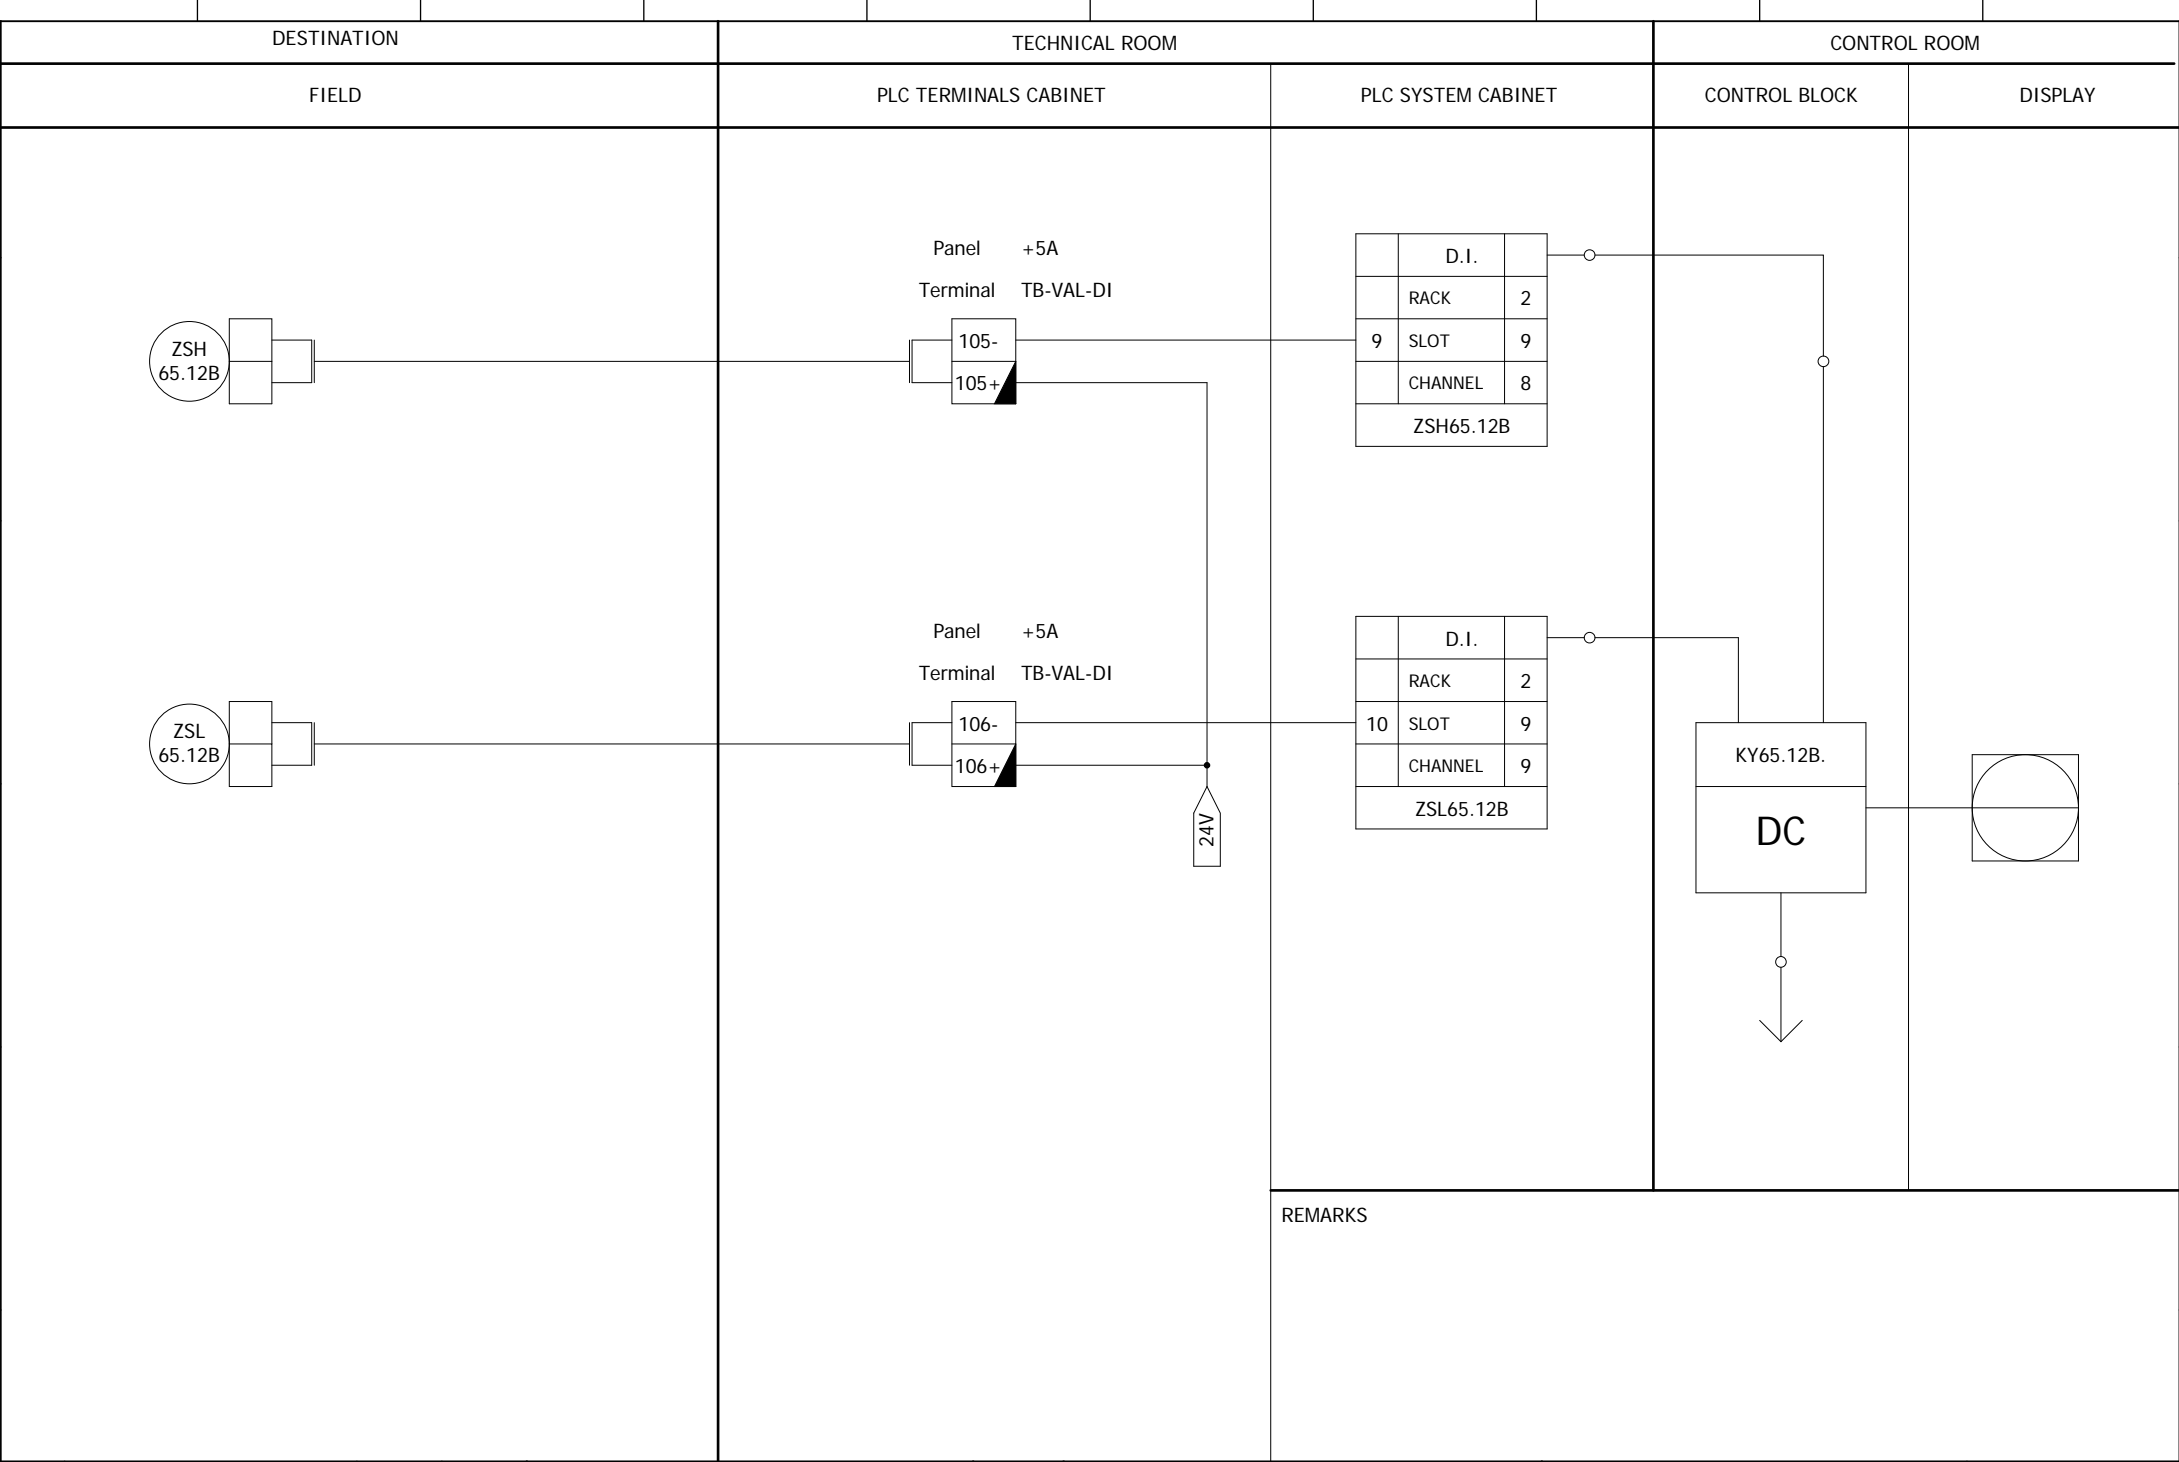 DESTINATION
TECHNICAL ROOM
CONTROL ROOM
FIELD
PLC TERMINALS CABINET
PLC SYSTEM CABINET
CONTROL BLOCK
DISPLAY
ZSH
65.12B
Panel +5A
Terminal TB-VAL-DI
105-
105+
D.I.
RACK 2
9 SLOT 9
CHANNEL 8
ZSH65.12B
ZSL
65.12B
Panel +5A
Terminal TB-VAL-DI
106-
106+
24V
D.I.
RACK 2
10 SLOT 9
CHANNEL 9
ZSL65.12B
KY65.12B.
DC
REMARKS